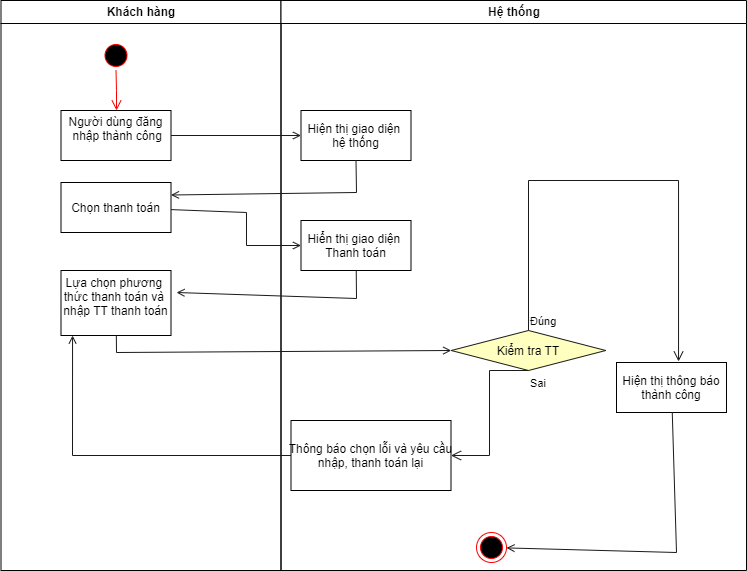 Khách hàng
Hệ thống
Người dùng đăng
nhập thành công
Hiện thị giao diện
hệ thống
Chọn thanh toán
Hiển thị giao diện
Thanh toán
Lựa chọn phương
thức thanh toán và
nhập TT thanh toán
Đúng
Kiểm tra TT
Sai
Hiện thị thông báo
thành công
Thông báo chọn lỗi và yêu cầu
nhập, thanh toán lại